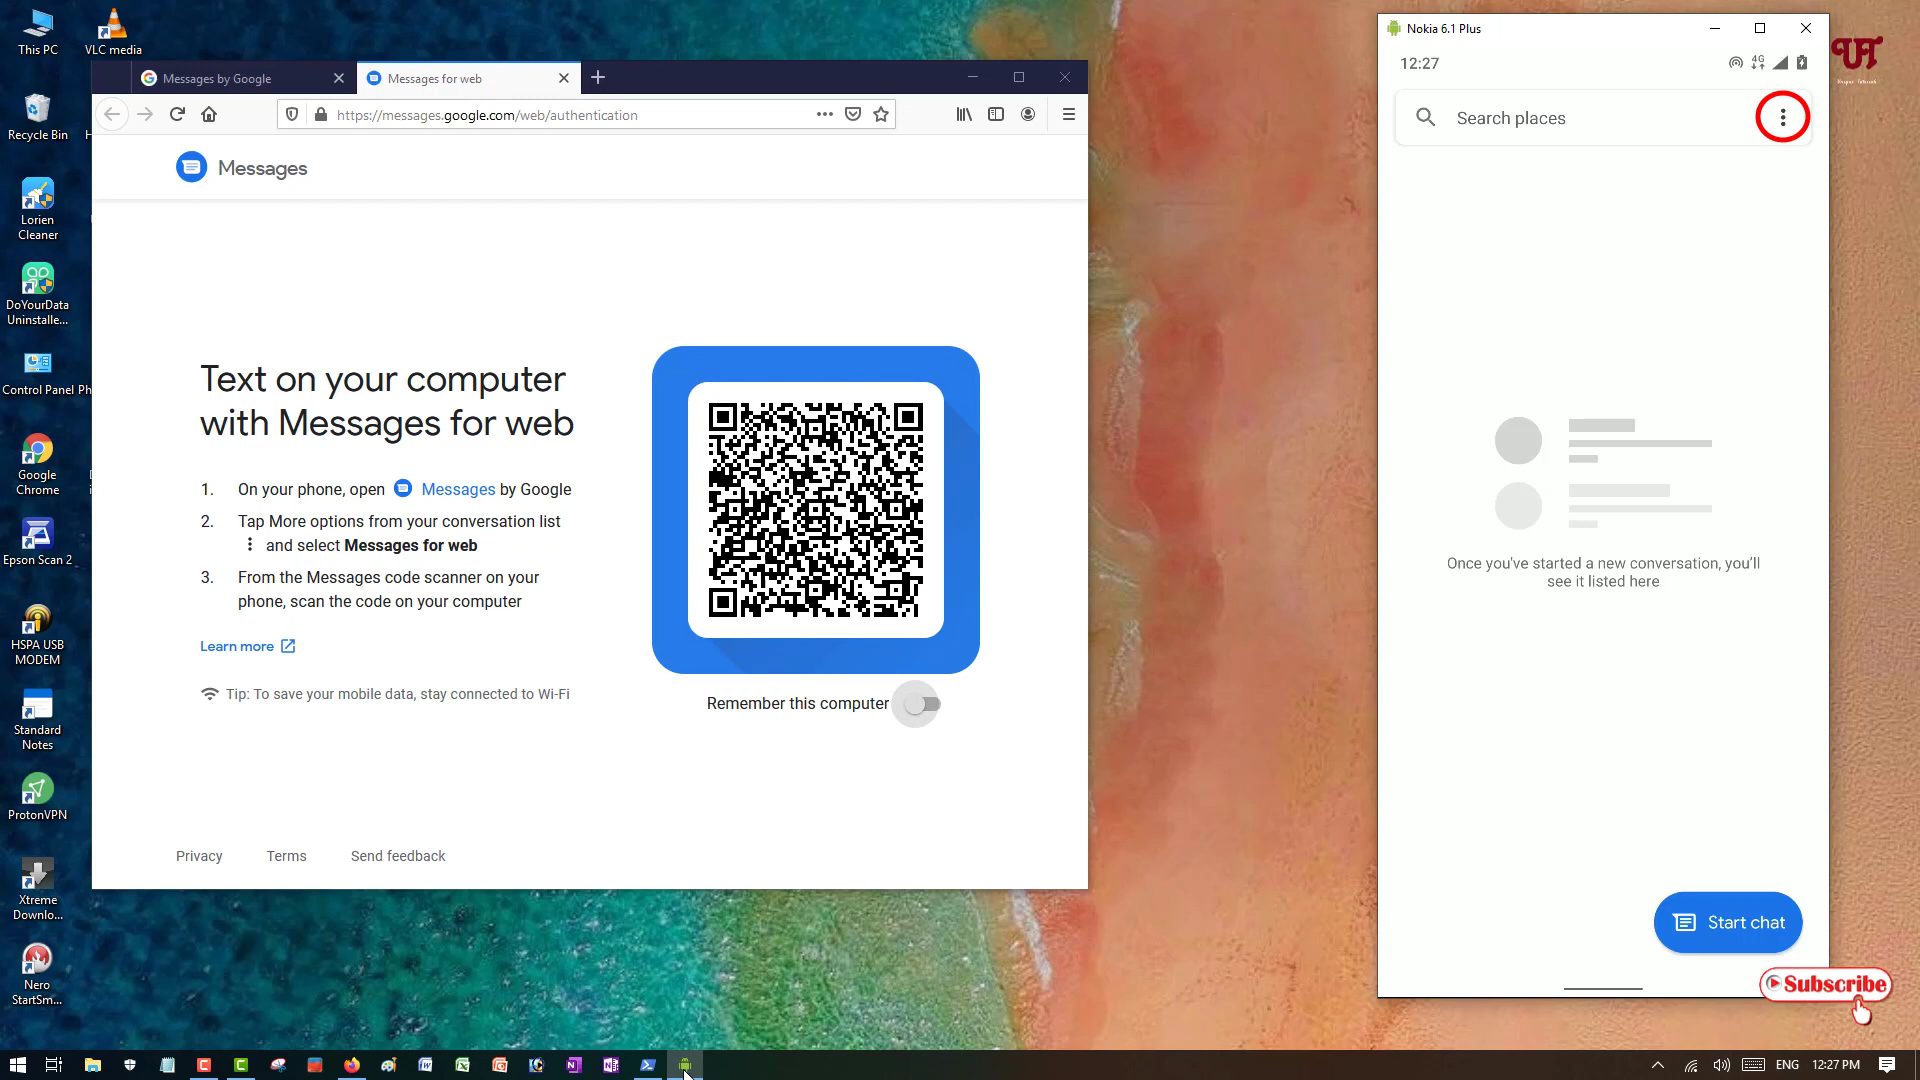 This PC
VLC media
Recycle Bin
Lorien
Cleaner
DoYourData
Uninstalle...
Control Panel
Ph
Google
Chrome
Epson Scan 2
HSPA USB
MODEM
Standard
Notes
ProtonVPN
Xtreme
Downlo...
Nero
StartSm...
Messages by Google
Messages for web
https://messages.google.com/web/authentication
Messages
Text on your computer
with Messages for web
1. On your phone, open Messages by Google
2. Tap More options from your conversation list
and select Messages for web
3. From the Messages code scanner on your
phone, scan the code on your computer
Learn more
Tip: To save your mobile data, stay connected to Wi-Fi
Remember this computer
Privacy Terms Send feedback
Nokia 6.1 Plus
12:27
4G
Search places
Once you've started a new conversation, you'll
see it listed here
Start chat
Subscribe
ENG
12:27 PM